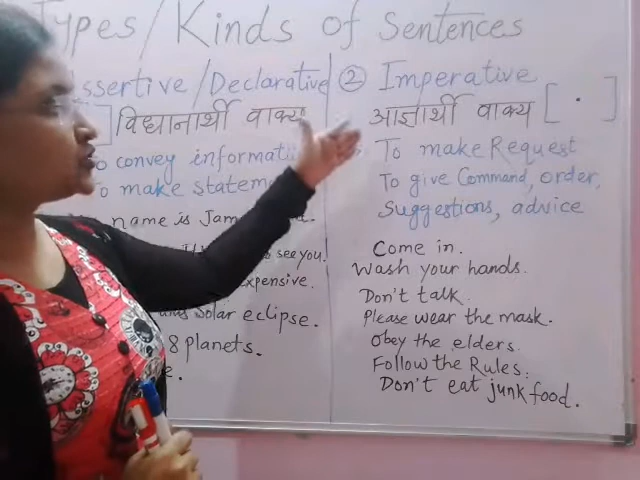 Types/Kinds of Sentences
Assertive/Declarative
] विधानार्थी वाक्य
To convey informati
To make statem
name is Jam
see you.
expensive.
solar eclipse.
8 planets.
② Imperative
आज्ञार्थी वाक्य [ . ]
To make Request
To give Command, order,
Suggestions, advice
Come in.
Wash your hands.
Don't talk.
Please wear the mask.
Obey the elders.
Follow the Rules.
Don't eat junk food.